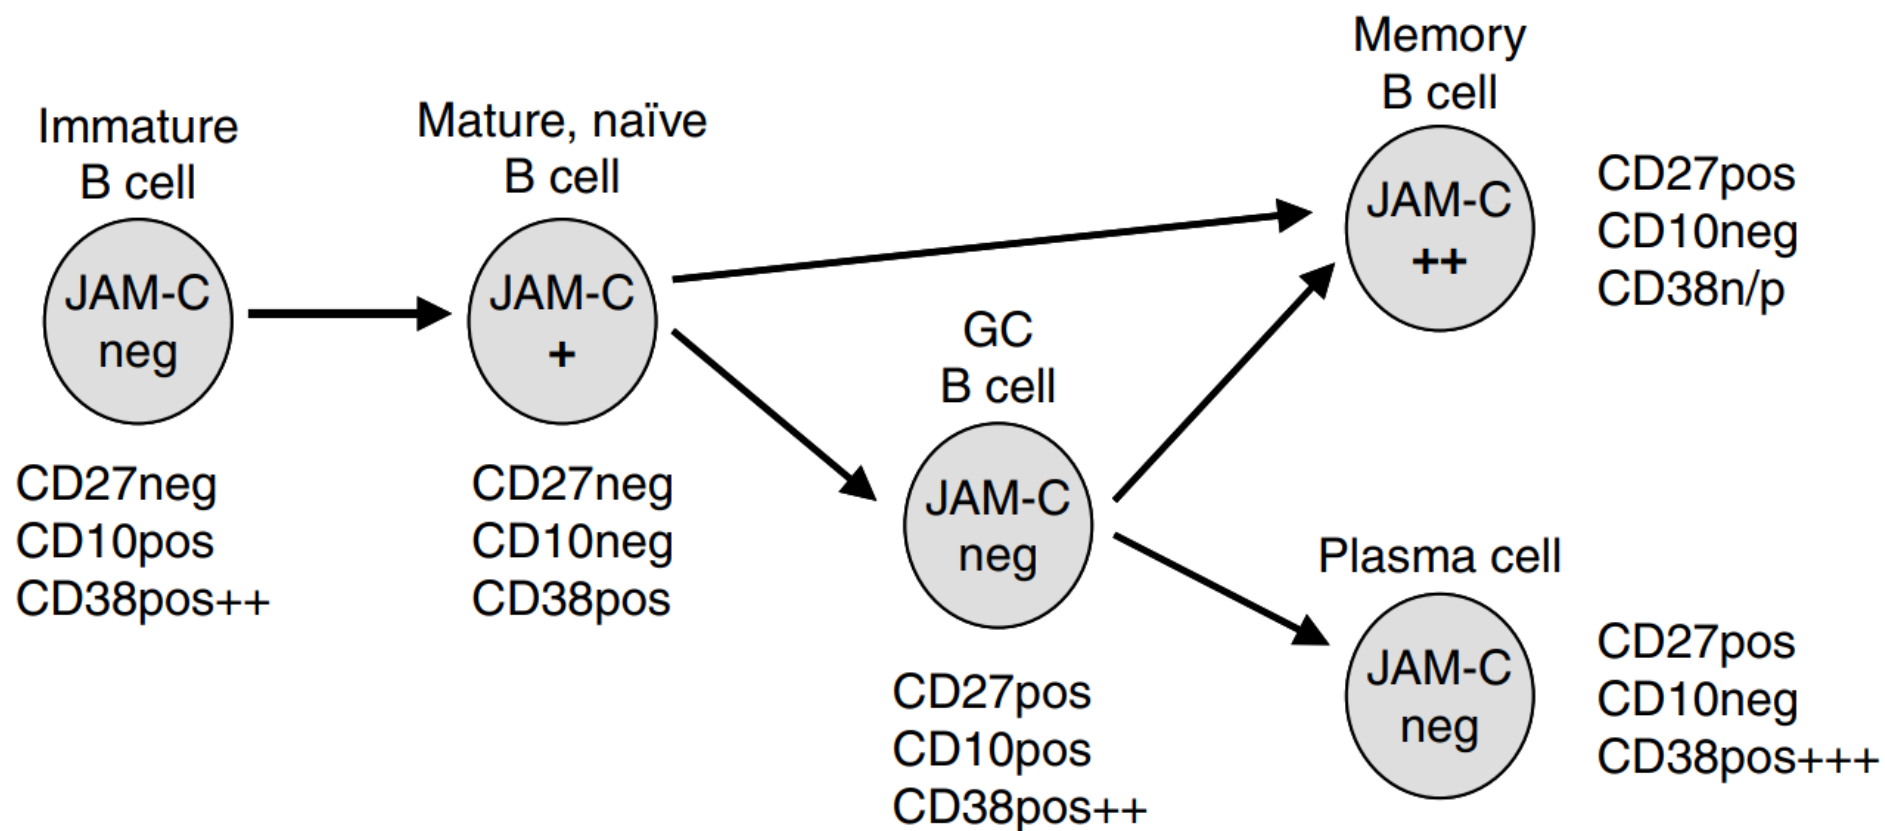 Immature
B cell
JAM-C
neg
CD27neg
CD10pos
CD38pos++
Mature, naïve
B cell
JAM-C
+
CD27neg
CD10neg
CD38pos
GC
B cell
JAM-C
neg
CD27pos
CD10pos
CD38pos++
Memory
B cell
JAM-C
++
CD27pos
CD10neg
CD38n/p
Plasma cell
JAM-C
neg
CD27pos
CD10neg
CD38pos+++